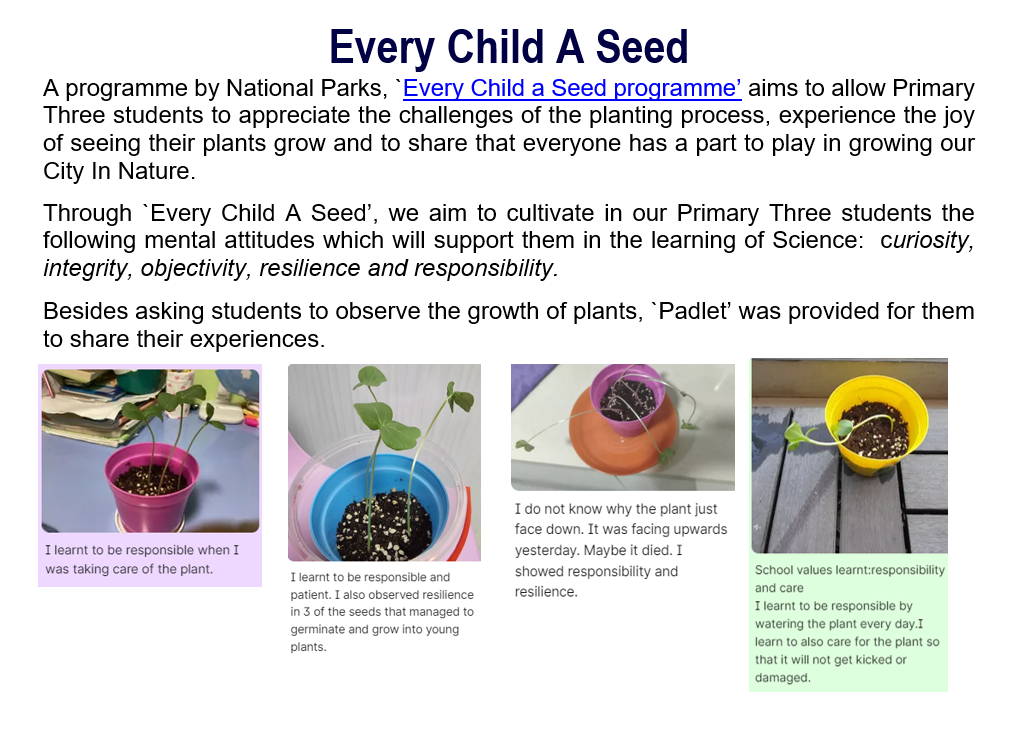 Every Child A Seed
A programme by National Parks, `Every Child a Seed programme’ aims to allow Primary
Three students to appreciate the challenges of the planting process, experience the joy
of seeing their plants grow and to share that everyone has a part to play in growing our
City In Nature.
Through `Every Child A Seed’, we aim to cultivate in our Primary Three students the
following mental attitudes which will support them in the learning of Science:  curiosity,
integrity, objectivity, resilience and responsibility.
Besides asking students to observe the growth of plants, `Padlet’ was provided for them
to share their experiences.
I learnt to be responsible when I
was taking care of the plant.
I learnt to be responsible and
patient. I also observed resilience
in 3 of the seeds that managed to
germinate and grow into young
plants.
I do not know why the plant just
face down. It was facing upwards
yesterday. Maybe it died. I
showed responsibility and
resilience.
School values learnt:responsibility
and care
I learnt to be responsible by
watering the plant every day.I
learn to also care for the plant so
that it will not get kicked or
damaged.